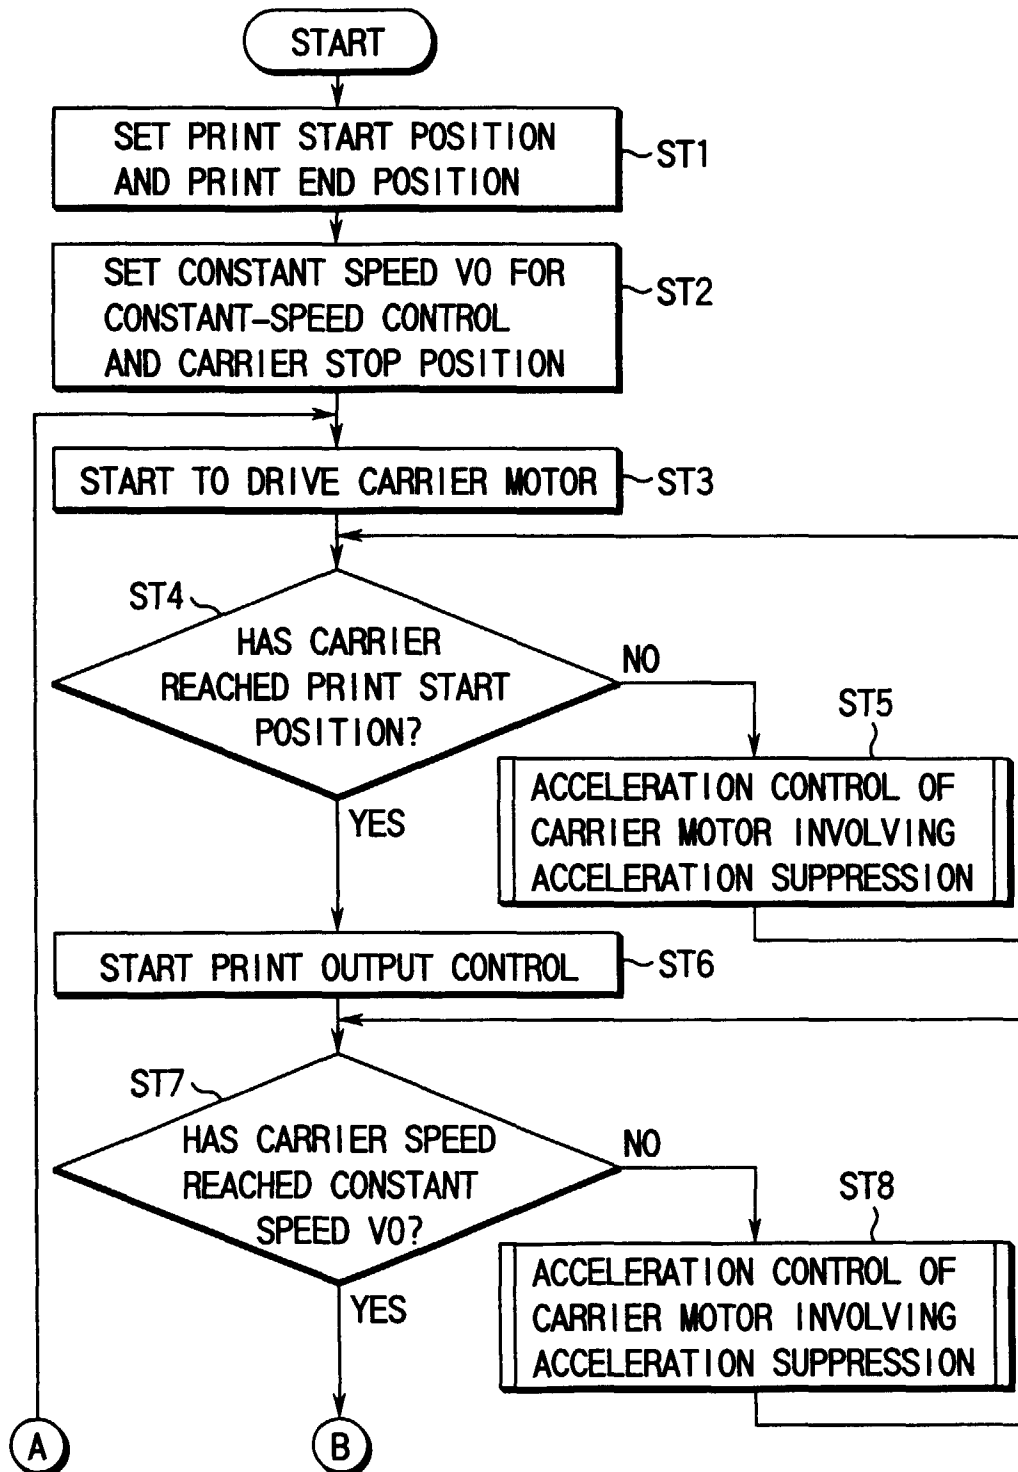 START
SET PRINT START POSITION
AND PRINT END POSITION
ST1
SET CONSTANT SPEED V0 FOR
CONSTANT-SPEED CONTROL
AND CARRIER STOP POSITION
ST2
START TO DRIVE CARRIER MOTOR
ST3
ST4
HAS CARRIER
REACHED PRINT START
POSITION?
NO
YES
ST5
ACCELERATION CONTROL OF
CARRIER MOTOR INVOLVING
ACCELERATION SUPPRESSION
START PRINT OUTPUT CONTROL
ST6
ST7
HAS CARRIER SPEED
REACHED CONSTANT
SPEED V0?
NO
YES
ST8
ACCELERATION CONTROL OF
CARRIER MOTOR INVOLVING
ACCELERATION SUPPRESSION
A
B